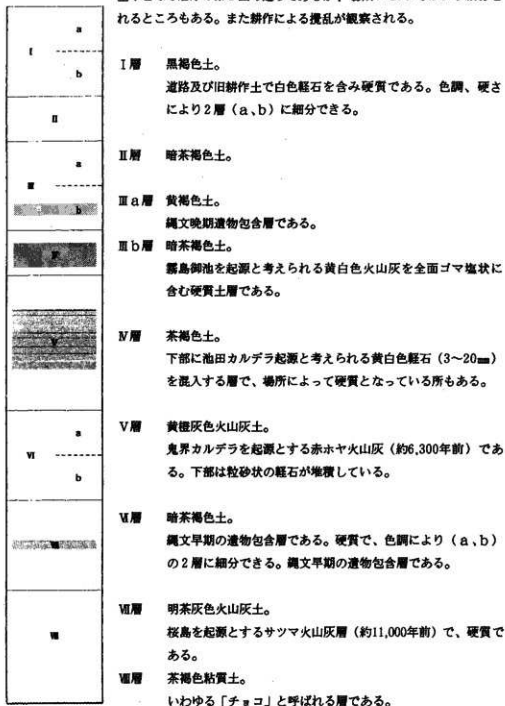 れるところもある。また耕作による攪乱が観察される。
a
I
b
II
a
III
b
IV
V
a
VI
b
VII
VIII
I層 黒褐色土。
道路及び旧耕作土で白色軽石を含み硬質である。色調、硬さ
により2層（a、b）に細分できる。
II層 暗茶褐色土。
IIIa層 黄褐色土。
縄文晩期遺物包含層である。
IIIb層 暗茶褐色土。
霧島御池を起源と考えられる黄白色火山灰を全面ゴマ塩状に
含む硬質土層である。
IV層 茶褐色土。
下部に池田カルデラ起源と考えられる黄白色軽石（3～20㎜）
を混入する層で、場所によって硬質となっている所もある。
V層 黄橙灰色火山灰土。
鬼界カルデラを起源とする赤ホヤ火山灰（約6,300年前）であ
る。下部は粒砂状の軽石が堆積している。
VI層 暗茶褐色土。
縄文早期の遺物包含層である。硬質で、色調により（a、b）
の2層に細分できる。縄文早期の遺物包含層である。
VII層 明茶灰色火山灰土。
桜島を起源とするサツマ火山灰層（約11,000年前）で、硬質で
ある。
VIII層 茶褐色粘質土。
いわゆる「チョコ」と呼ばれる層である。